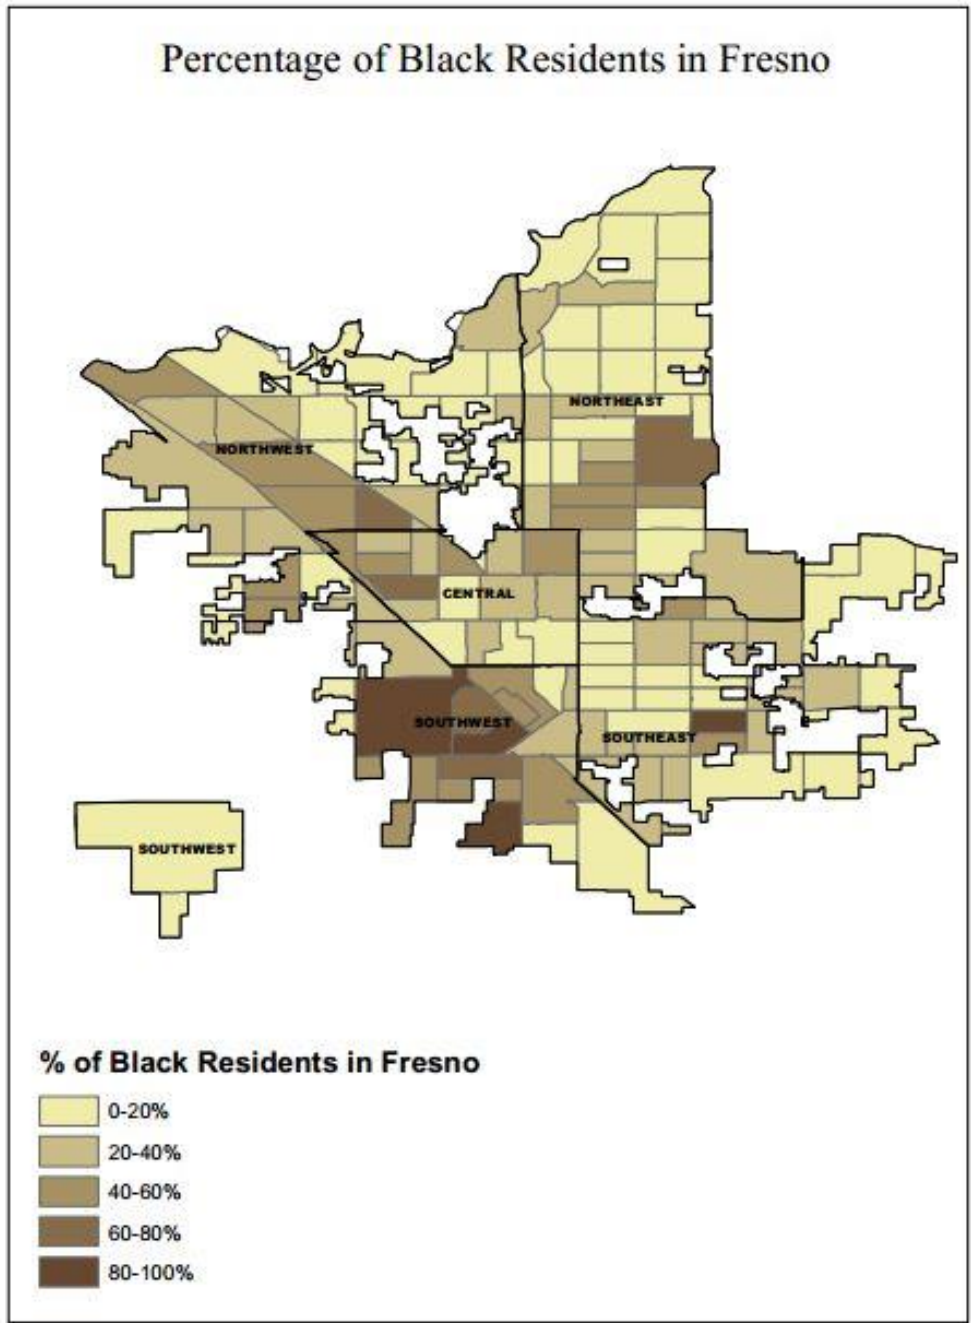 Percentage of Black Residents in Fresno
NORTHEAST
NORTHWEST
CENTRAL
SOUTHWEST
SOUTHEAST
SOUTHWEST
% of Black Residents in Fresno
0-20%
20-40%
40-60%
60-80%
80-100%